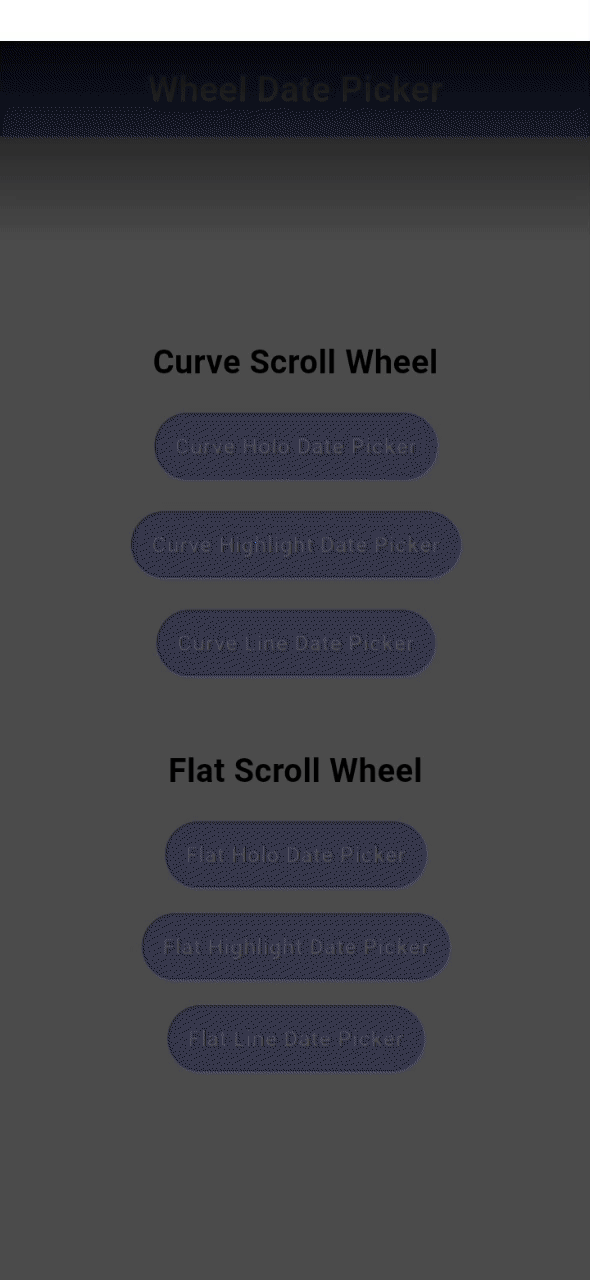 Wheel Date Picker
Curve Scroll Wheel
Curve Holo Date Picker
Curve Highlight Date Picker
Curve Line Date Picker
Flat Scroll Wheel
Flat Holo Date Picker
Flat Highlight Date Picker
Flat Line Date Picker